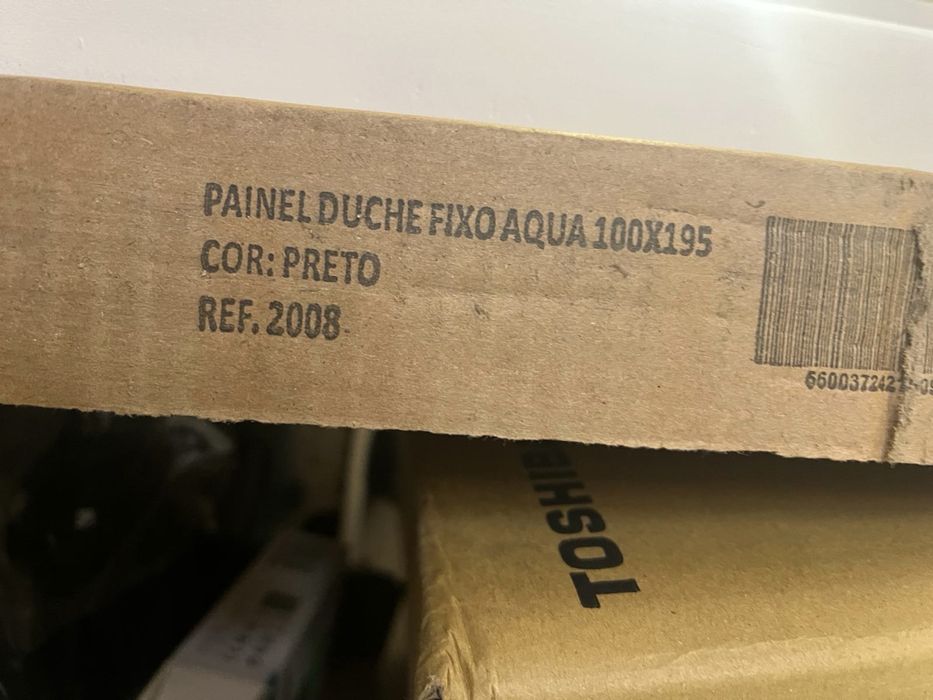 PAINEL DUCHE FIXO AQUA 100X195
COR: PRETO
REF. 2008
TOSHIB